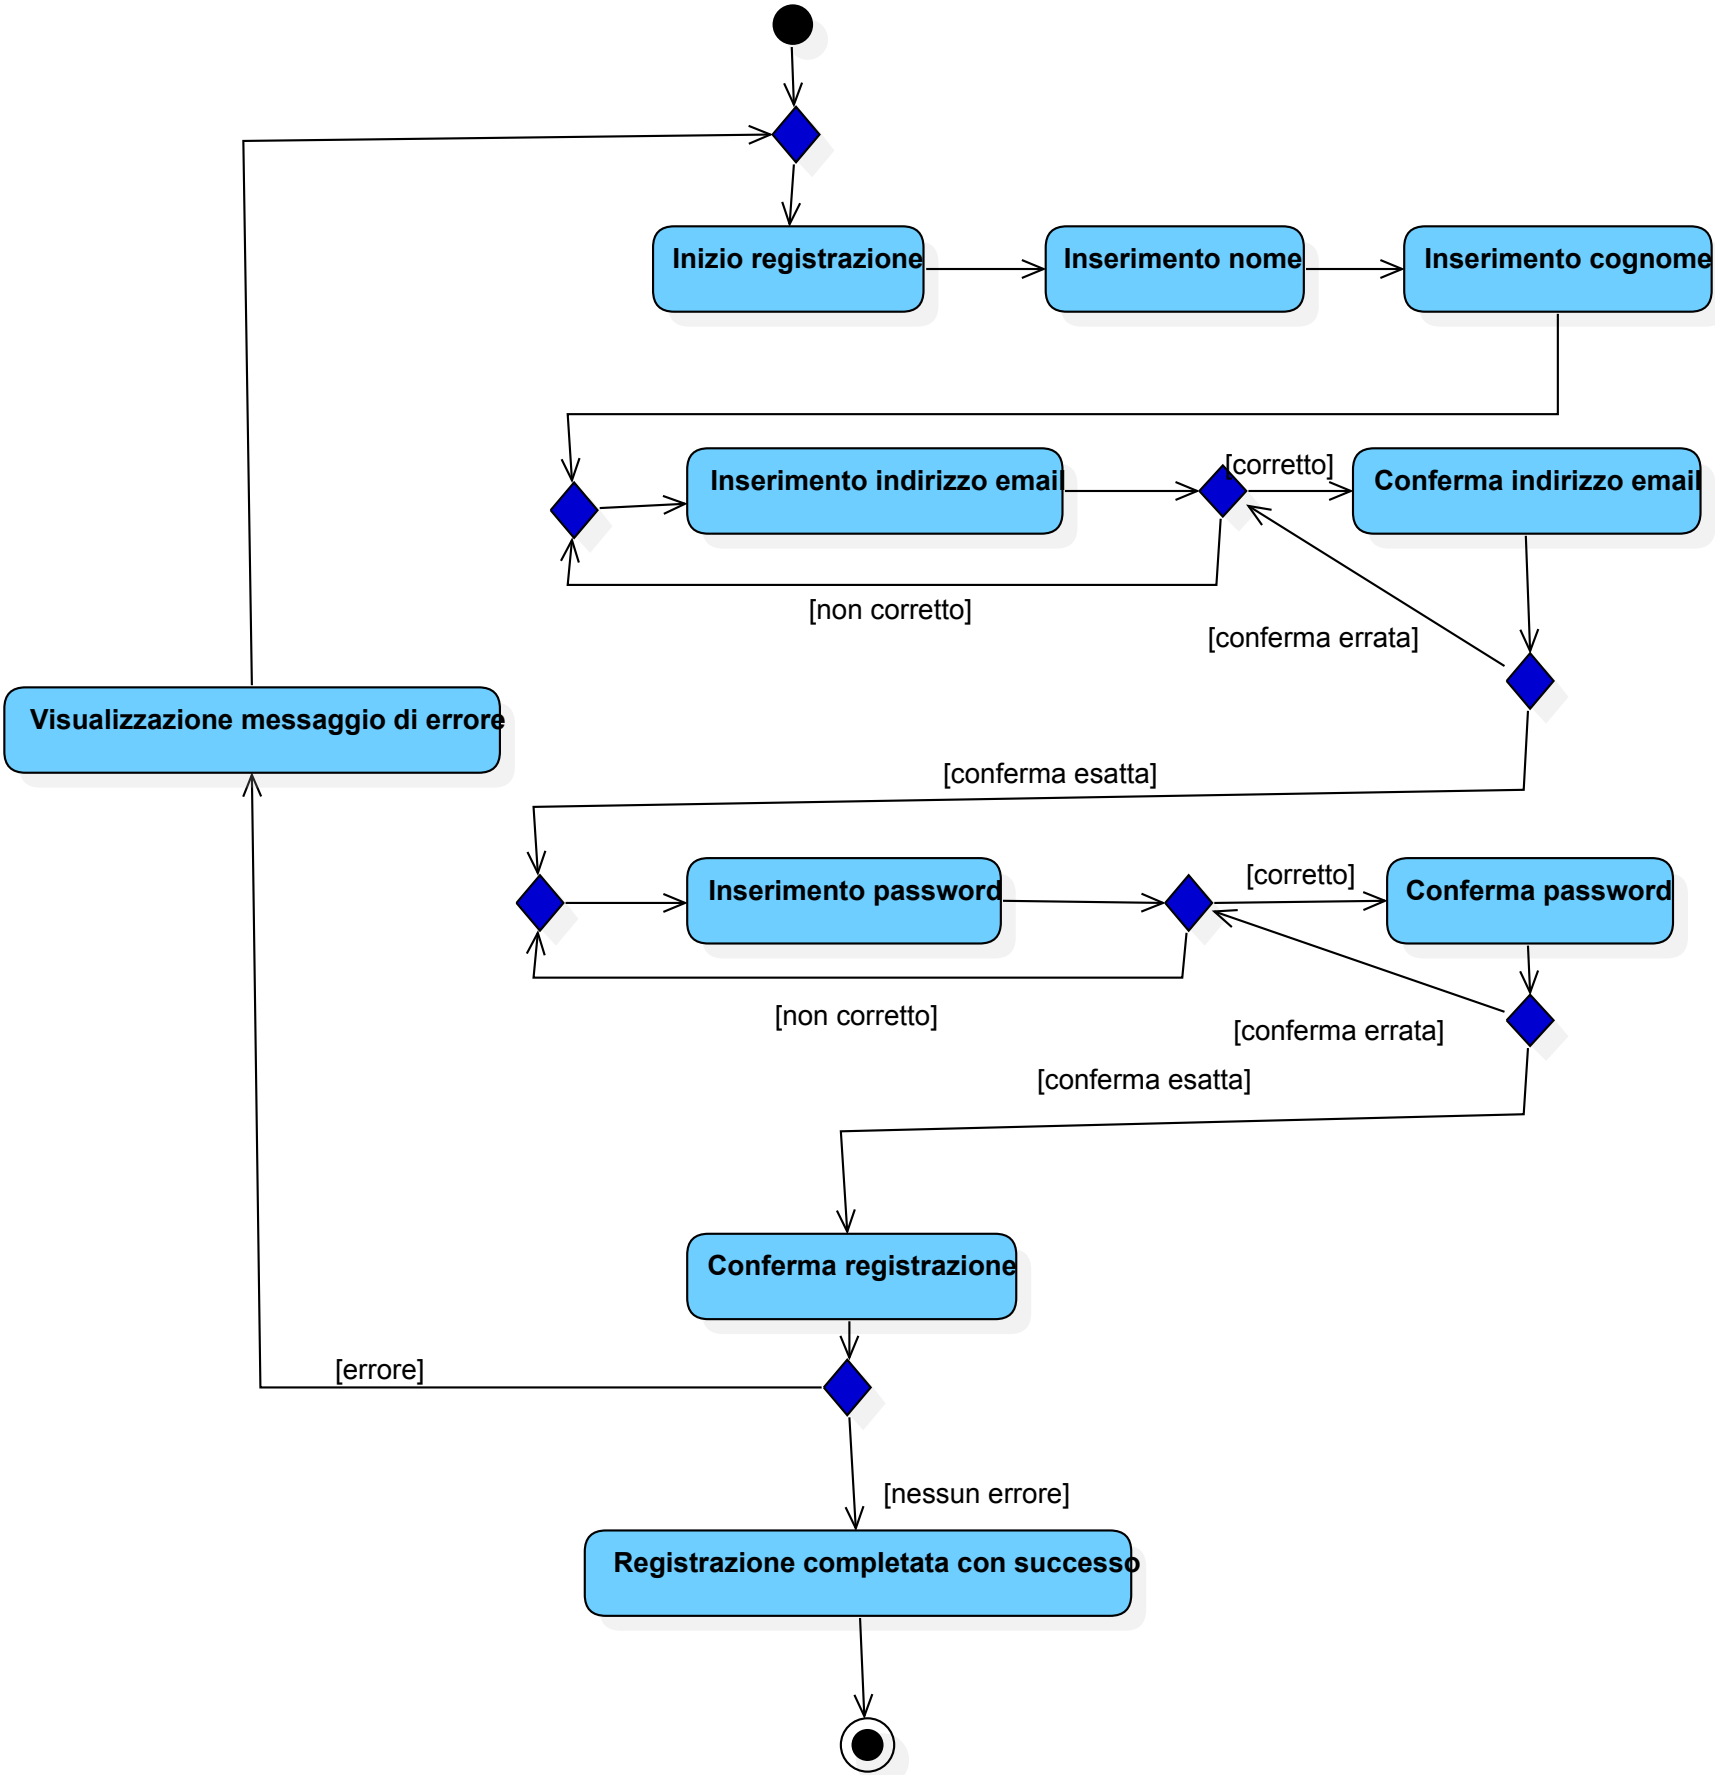 Inizio registrazione
Inserimento nome
Inserimento cognome
[corretto]
Inserimento indirizzo email
Conferma indirizzo email
[non corretto]
[conferma errata]
Visualizzazione messaggio di errore
[conferma esatta]
[corretto]
Inserimento password
Conferma password
[non corretto]
[conferma errata]
[conferma esatta]
Conferma registrazione
[errore]
[nessun errore]
Registrazione completata con successo